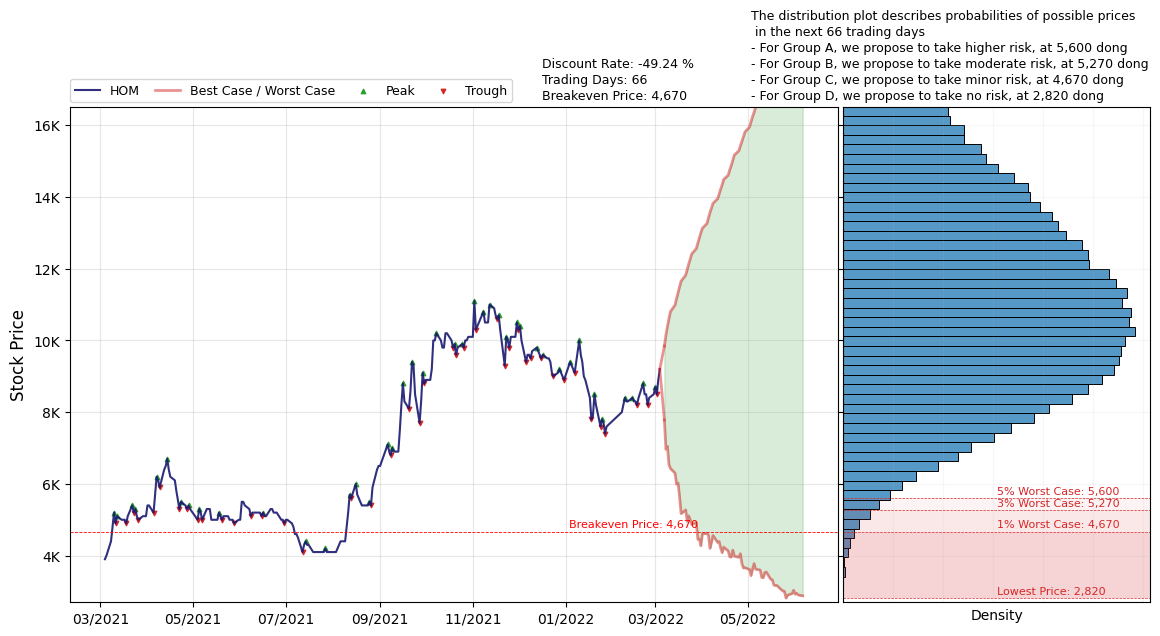 The distribution plot describes probabilities of possible prices
in the next 66 trading days
- For Group A, we propose to take higher risk, at 5,600 dong
- For Group B, we propose to take moderate risk, at 5,270 dong
- For Group C, we propose to take minor risk, at 4,670 dong
- For Group D, we propose to take no risk, at 2,820 dong
Discount Rate: -49.24 %
Trading Days: 66
Breakeven Price: 4,670
HOM Best Case / Worst Case Peak Trough
Stock Price
16K
14K
12K
10K
8K
6K
4K
Breakeven Price: 4,670
03/2021 05/2021 07/2021 09/2021 11/2021 01/2022 03/2022 05/2022
5% Worst Case: 5,600
3% Worst Case: 5,270
1% Worst Case: 4,670
Lowest Price: 2,820
Density